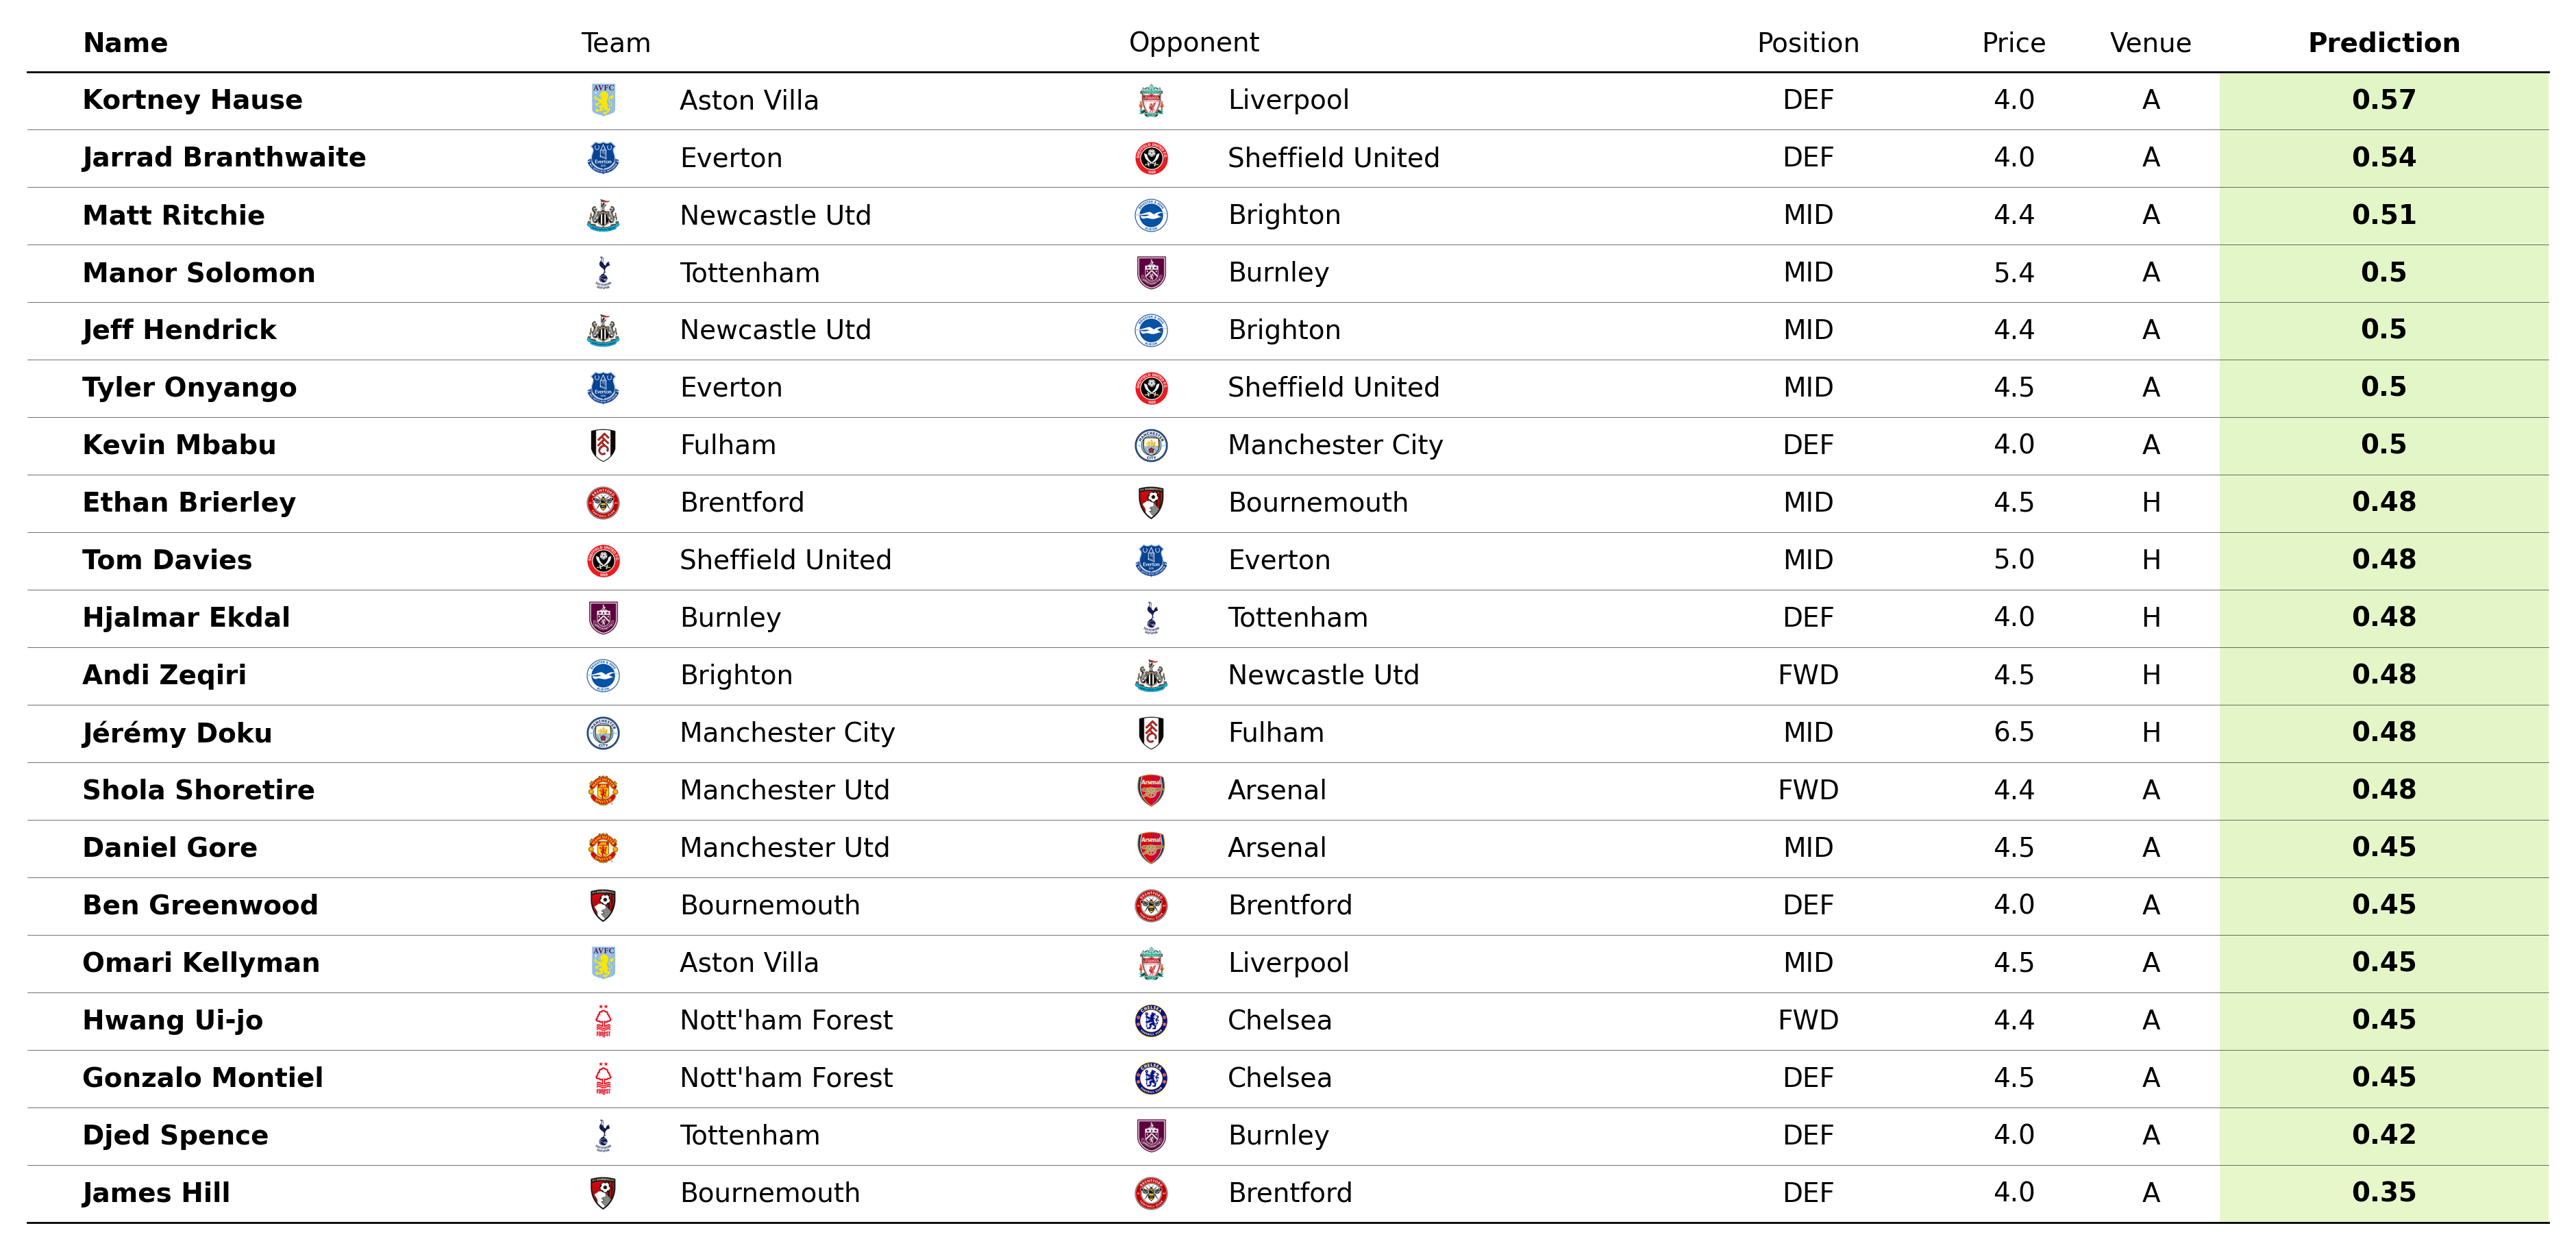 Name Team Opponent Position Price Venue Prediction
Kortney Hause Aston Villa Liverpool DEF 4.0 A 0.57
Jarrad Branthwaite Everton Sheffield United DEF 4.0 A 0.54
Matt Ritchie Newcastle Utd Brighton MID 4.4 A 0.51
Manor Solomon Tottenham Burnley MID 5.4 A 0.5
Jeff Hendrick Newcastle Utd Brighton MID 4.4 A 0.5
Tyler Onyango Everton Sheffield United MID 4.5 A 0.5
Kevin Mbabu Fulham Manchester City DEF 4.0 A 0.5
Ethan Brierley Brentford Bournemouth MID 4.5 H 0.48
Tom Davies Sheffield United Everton MID 5.0 H 0.48
Hjalmar Ekdal Burnley Tottenham DEF 4.0 H 0.48
Andi Zeqiri Brighton Newcastle Utd FWD 4.5 H 0.48
Jérémy Doku Manchester City Fulham MID 6.5 H 0.48
Shola Shoretire Manchester Utd Arsenal FWD 4.4 A 0.48
Daniel Gore Manchester Utd Arsenal MID 4.5 A 0.45
Ben Greenwood Bournemouth Brentford DEF 4.0 A 0.45
Omari Kellyman Aston Villa Liverpool MID 4.5 A 0.45
Hwang Ui-jo Nott'ham Forest Chelsea FWD 4.4 A 0.45
Gonzalo Montiel Nott'ham Forest Chelsea DEF 4.5 A 0.45
Djed Spence Tottenham Burnley DEF 4.0 A 0.42
James Hill Bournemouth Brentford DEF 4.0 A 0.35